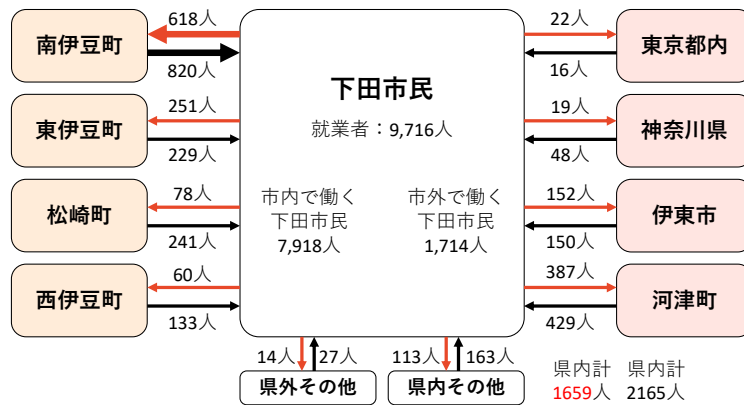 618人
南伊豆町
820人
251人
東伊豆町
229人
78人
松崎町
241人
60人
西伊豆町
133人
下田市民
就業者：9,716人
市内で働く
下田市民
7,918人
市外で働く
下田市民
1,714人
22人
東京都内
16人
19人
神奈川県
48人
152人
伊東市
150人
387人
河津町
429人
14人 27人
県外その他
113人 163人
県内その他
県内計 県内計
1659人 2165人